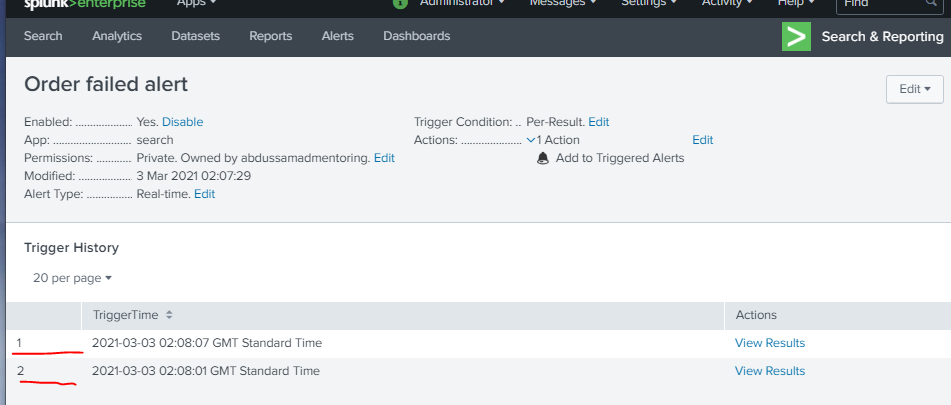 splunk>enterprise Apps Administrator Messages Settings Activity Help Find
Search Analytics Datasets Reports Alerts Dashboards Search & Reporting
Order failed alert
Edit
Enabled: ................... Yes. Disable
App: .......................... search
Permissions: ............ Private. Owned by abdussamadmentoring. Edit
Modified: .................. 3 Mar 2021 02:07:29
Alert Type: ................ Real-time. Edit
Trigger Condition: .. Per-Result. Edit
Actions: ..................... 1 Action Edit
Add to Triggered Alerts
Trigger History
20 per page
TriggerTime Actions
1 2021-03-03 02:08:07 GMT Standard Time View Results
2 2021-03-03 02:08:01 GMT Standard Time View Results